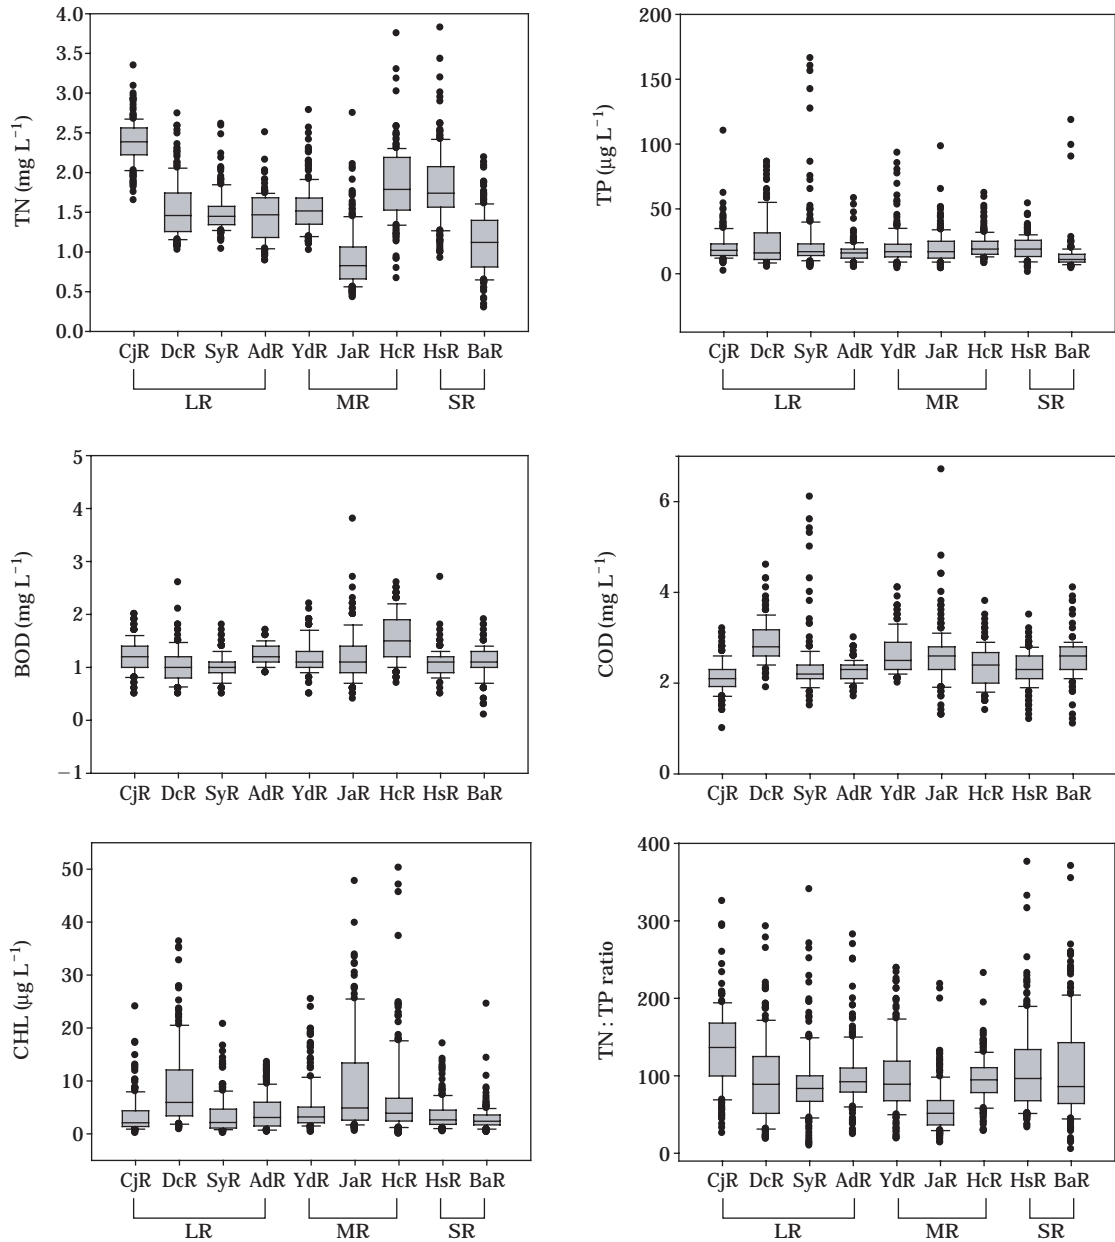 4.0
3.5
3.0
2.5
2.0
1.5
1.0
0.5
0.0
TN (mg L⁻¹)
CjR DcR SyR AdR YdR JaR HcR HsR BaR
LR MR SR
200
150
100
50
0
TP (μg L⁻¹)
CjR DcR SyR AdR YdR JaR HcR HsR BaR
LR MR SR
5
4
3
2
1
0
−1
BOD (mg L⁻¹)
CjR DcR SyR AdR YdR JaR HcR HsR BaR
6
4
2
0
COD (mg L⁻¹)
CjR DcR SyR AdR YdR JaR HcR HsR BaR
50
40
30
20
10
0
CHL (μg L⁻¹)
CjR DcR SyR AdR YdR JaR HcR HsR BaR
LR MR SR
400
300
200
100
0
TN : TP ratio
CjR DcR SyR AdR YdR JaR HcR HsR BaR
LR MR SR